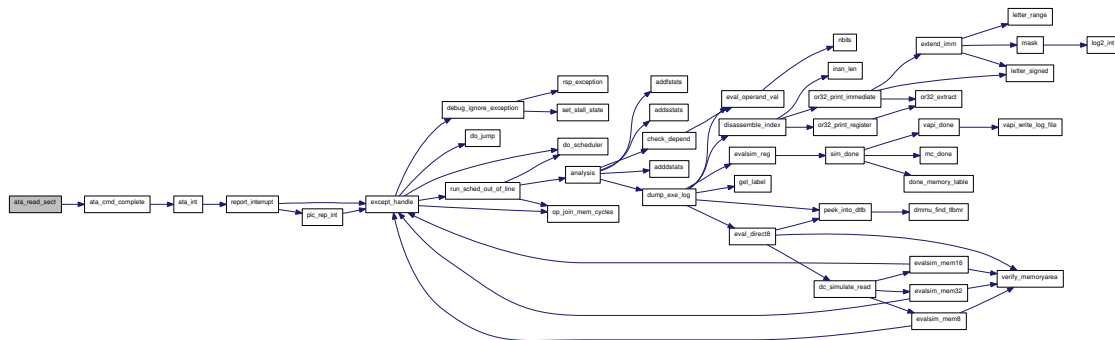 ata_read_sect
ata_cmd_complete
ata_int
report_interrupt
pic_rep_int
except_handle
debug_ignore_exception
do_jump
run_sched_out_of_line
rsp_exception
set_stall_state
do_scheduler
op_join_mem_cycles
analysis
addfstats
addsstats
check_depend
adddstats
dump_exe_log
eval_operand_val
disassemble_index
evalsim_reg
get_label
eval_direct8
nbits
insn_len
or32_print_immediate
or32_print_register
sim_done
peek_into_dtlb
dc_simulate_read
extend_imm
or32_extract
vapi_done
mc_done
done_memory_table
dmmu_find_tlbmr
evalsim_mem16
evalsim_mem32
evalsim_mem8
letter_range
mask
letter_signed
vapi_write_log_file
verify_memoryarea
log2_int